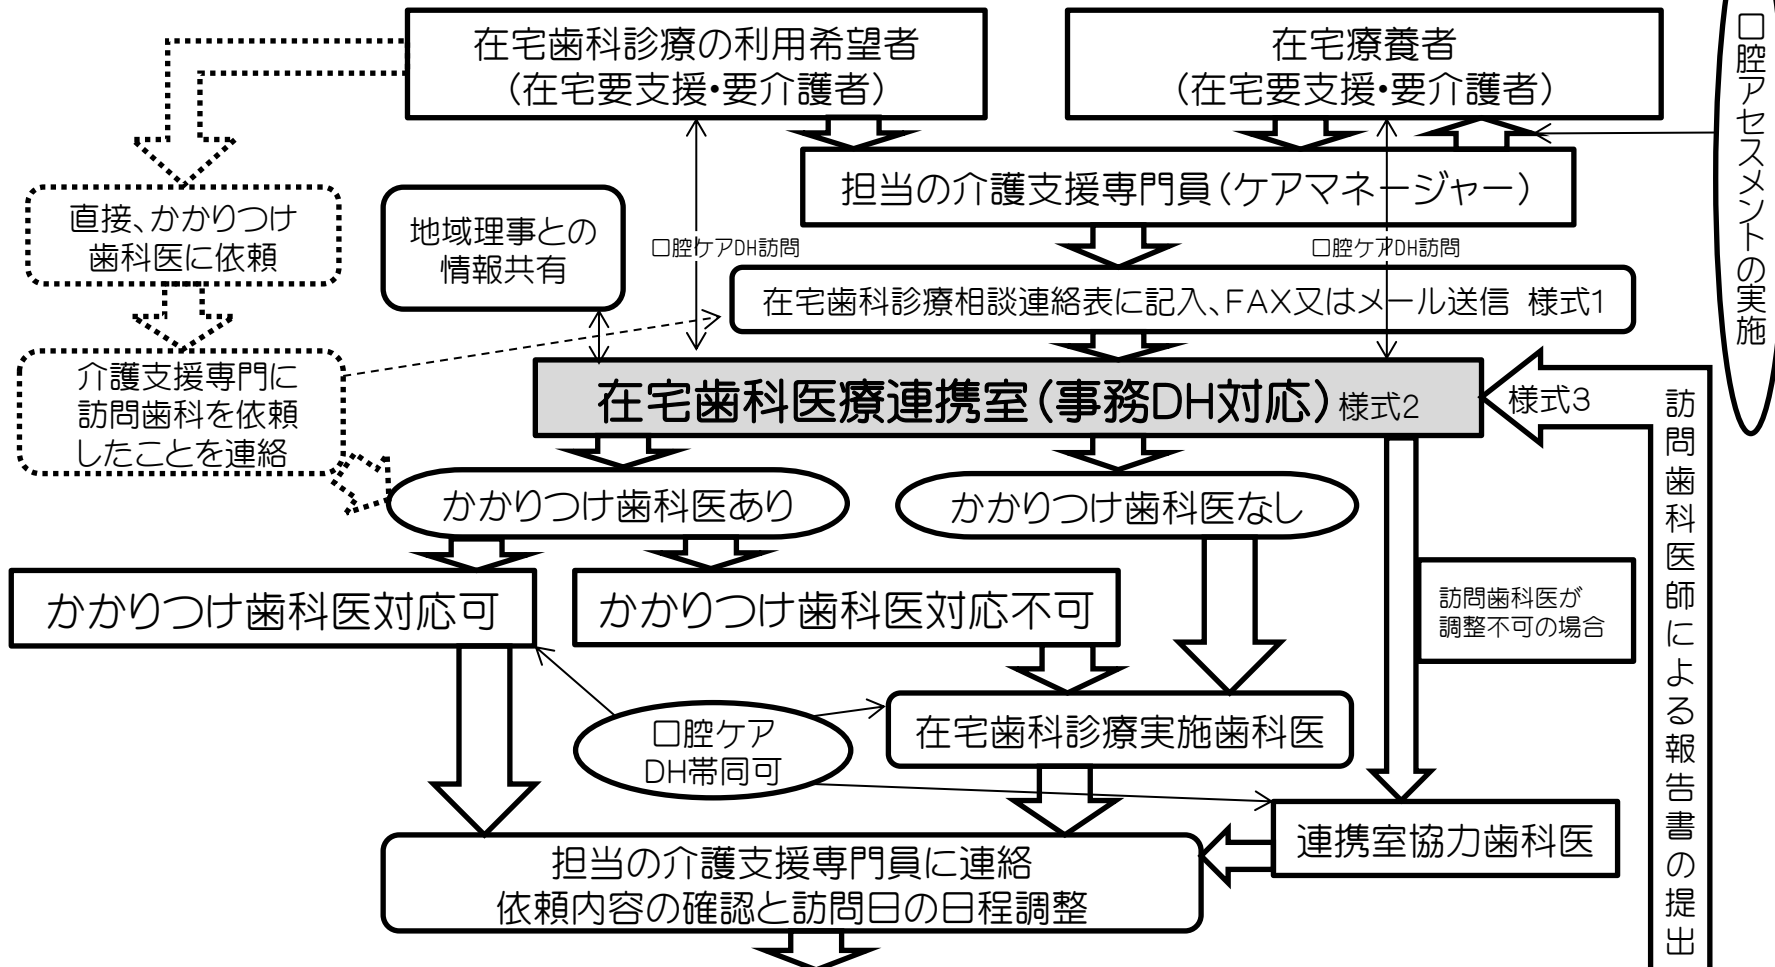 在宅歯科診療の利用希望者
(在宅要支援・要介護者)
在宅療養者
(在宅要支援・要介護者)
口腔アセスメントの実施
担当の介護支援専門員(ケアマネージャー)
直接、かかりつけ
歯科医に依頼
地域理事との
情報共有
口腔ケアDH訪問
口腔ケアDH訪問
在宅歯科診療相談連絡表に記入、FAX又はメール送信 様式1
介護支援専門に
訪問歯科を依頼
したことを連絡
在宅歯科医療連携室(事務DH対応) 様式2
様式3
訪問歯科医師による報告書の提出
かかりつけ歯科医あり
かかりつけ歯科医なし
かかりつけ歯科医対応可
かかりつけ歯科医対応不可
訪問歯科医が
調整不可の場合
口腔ケア
DH帯同可
在宅歯科診療実施歯科医
連携室協力歯科医
担当の介護支援専門員に連絡
依頼内容の確認と訪問日の日程調整